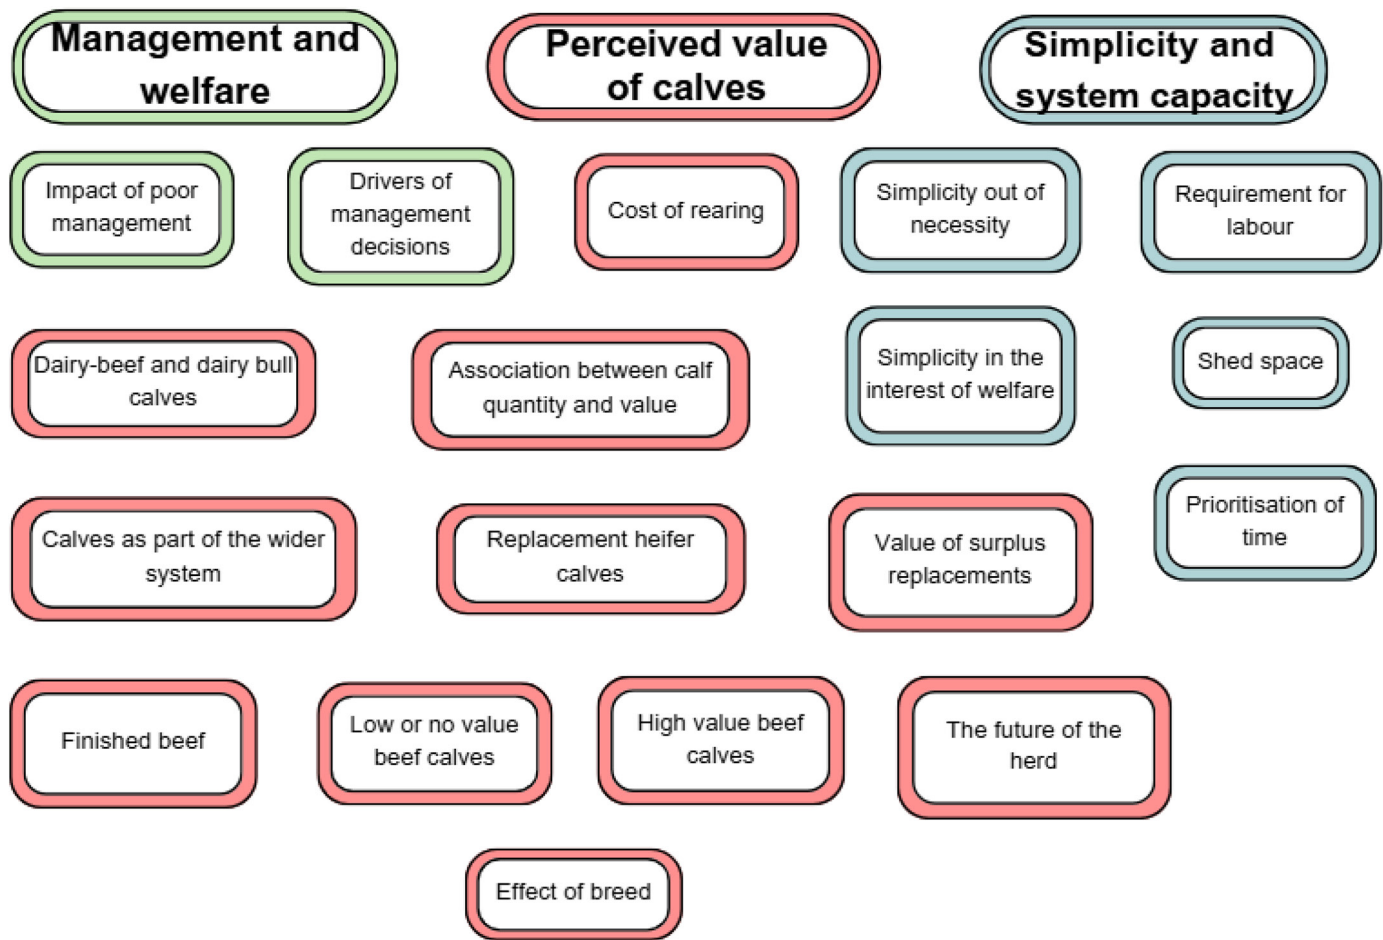 Management and
welfare
Perceived value
of calves
Simplicity and
system capacity
Impact of poor
management
Drivers of
management
decisions
Cost of rearing
Simplicity out of
necessity
Requirement for
labour
Dairy-beef and dairy bull
calves
Association between calf
quantity and value
Simplicity in the
interest of welfare
Shed space
Calves as part of the wider
system
Replacement heifer
calves
Value of surplus
replacements
Prioritisation of
time
Finished beef
Low or no value
beef calves
High value beef
calves
The future of the
herd
Effect of breed